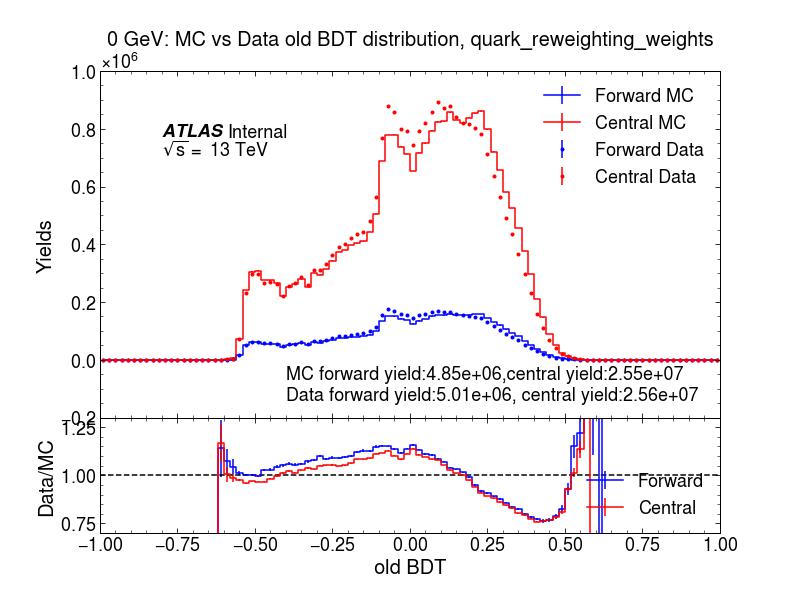 0 GeV: MC vs Data old BDT distribution, quark_reweighting_weights
×10⁶
1.0
0.8
0.6
0.4
0.2
0.0
0.2
Yields
ATLAS Internal
√s = 13 TeV
Forward MC
Central MC
Forward Data
Central Data
MC forward yield:4.85e+06,central yield:2.55e+07
Data forward yield:5.01e+06, central yield:2.56e+07
1.25
1.00
0.75
Data/MC
Forward
Central
−1.00 −0.75 −0.50 −0.25 0.00 0.25 0.50 0.75 1.00
old BDT